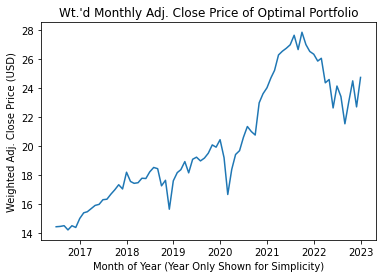 Wt.'d Monthly Adj. Close Price of Optimal Portfolio
Weighted Adj. Close Price (USD)
28
26
24
22
20
18
16
14
2017 2018 2019 2020 2021 2022 2023
Month of Year (Year Only Shown for Simplicity)